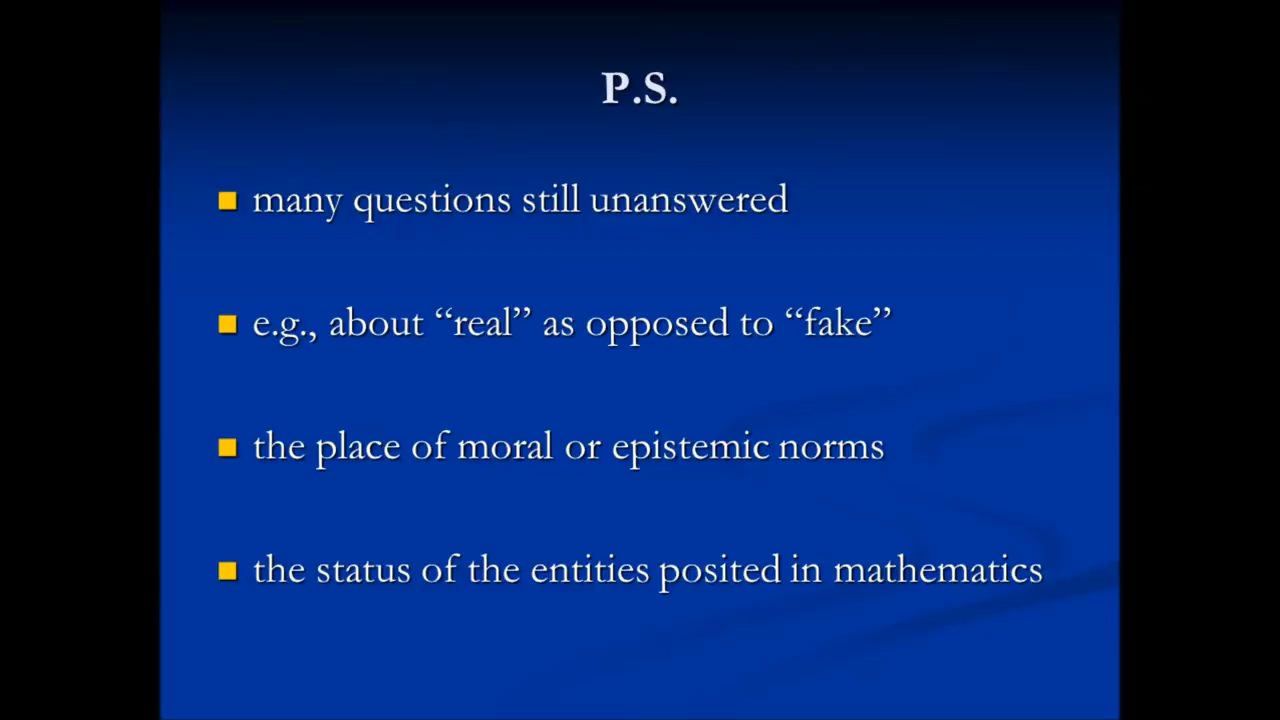 P.S.
many questions still unanswered
e.g., about “real” as opposed to “fake”
the place of moral or epistemic norms
the status of the entities posited in mathematics